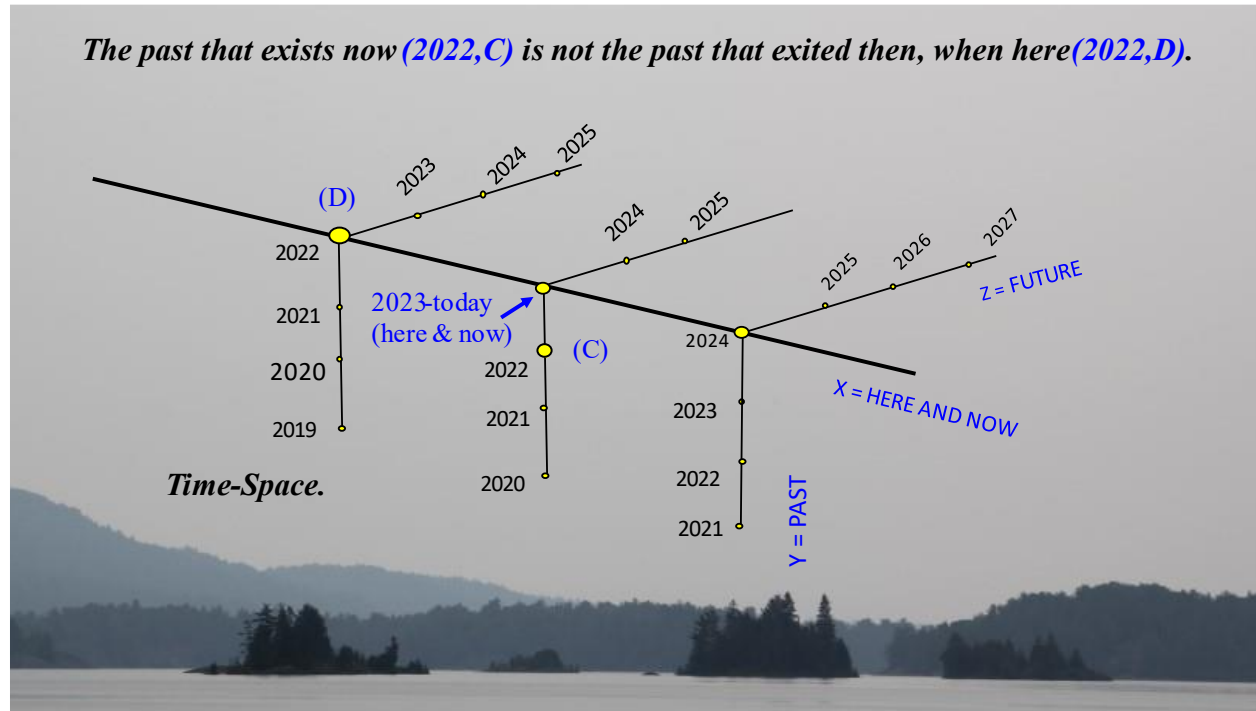 The past that exists now (2022,C) is not the past that exited then, when here(2022,D).
2023
2024
2025
(D)
2022
2021
2020
2019
2024
2025
2023-today
(here & now)
(C)
2022
2021
2020
2025
2026
2027
Z = FUTURE
2024
X = HERE AND NOW
2023
2022
2021
Y = PAST
Time-Space.